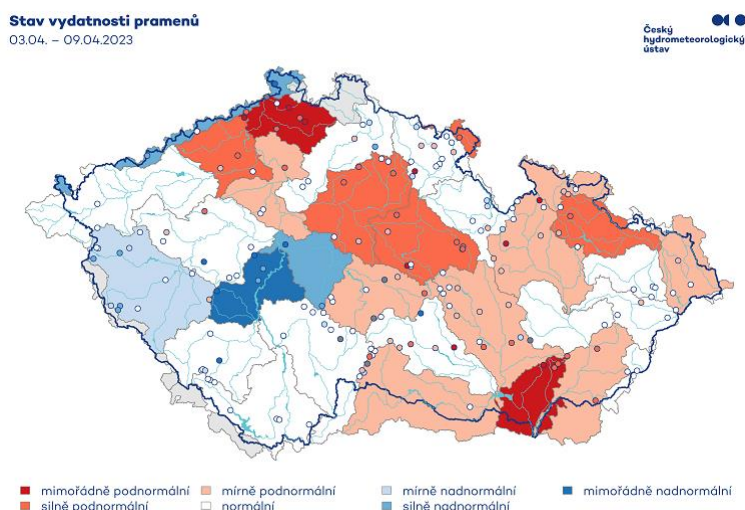 Stav vydatnosti pramenů
03.04. – 09.04.2023
Český
hydrometeorologický
ústav
mimořádně podnormální
silně podnormální
mírně podnormální
normální
mírně nadnormální
silně nadnormální
mimořádně nadnormální